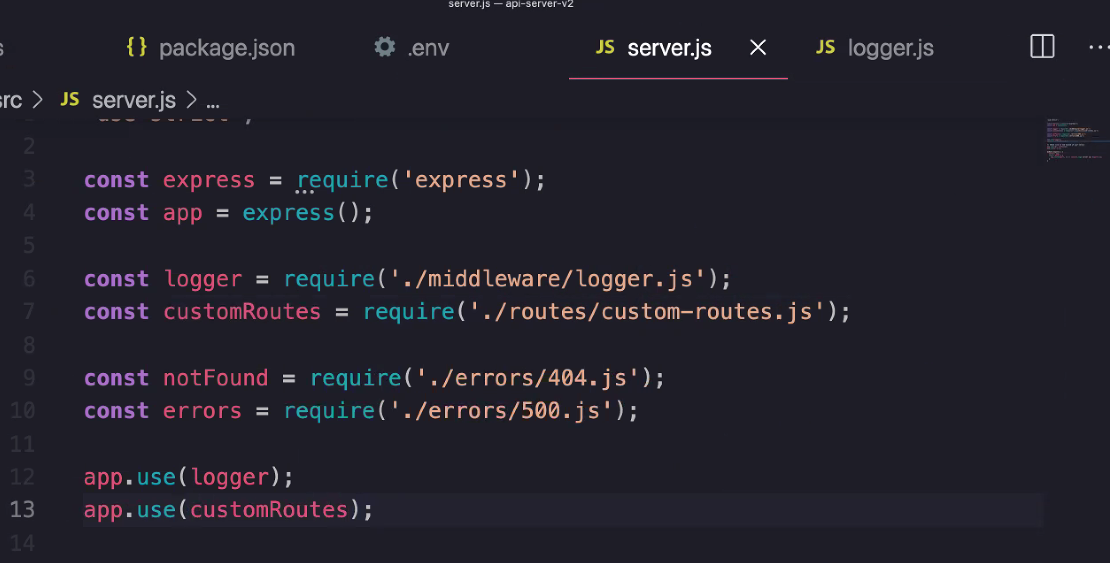 server.js — api-server-v2
s {} package.json .env JS server.js × JS logger.js ...
src > JS server.js > ...
2
3 const express = require('express');
4 const app = express();
5
6 const logger = require('./middleware/logger.js');
7 const customRoutes = require('./routes/custom-routes.js');
8
9 const notFound = require('./errors/404.js');
10 const errors = require('./errors/500.js');
11
12 app.use(logger);
13 app.use(customRoutes);
14